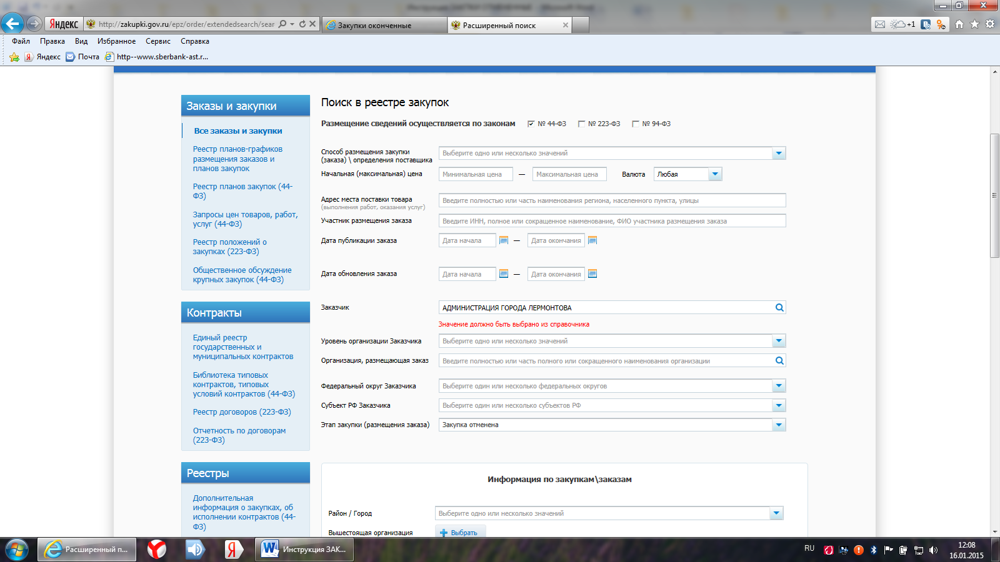 Яндекс
http://zakupki.gov.ru/epz/order/extendedsearch/sear
Закупки оконченные
Расширенный поиск
+1
Файл Правка Вид Избранное Сервис Справка
Яндекс Почта http--www.sberbank-ast.r...
Заказы и закупки
Все заказы и закупки
Реестр планов-графиков
размещения заказов и
планов закупок
Реестр планов закупок (44-
ФЗ)
Запросы цен товаров, работ,
услуг (44-ФЗ)
Реестр положений о
закупках (223-ФЗ)
Общественное обсуждение
крупных закупок (44-ФЗ)
Контракты
Единый реестр
государственных и
муниципальных контрактов
Библиотека типовых
контрактов, типовых
условий контрактов (44-ФЗ)
Реестр договоров (223-ФЗ)
Отчетность по договорам
(223-ФЗ)
Реестры
Дополнительная
информация о закупках, об
исполнении контрактов (44-
ФЗ)
Поиск в реестре закупок
Размещение сведений осуществляется по законам № 44-ФЗ № 223-ФЗ № 94-ФЗ
Способ размещения закупки
(заказа) \ определения поставщика
Выберите одно или несколько значений
Начальная (максимальная) цена Минимальная цена — Максимальная цена Валюта Любая
Адрес места поставки товара
(выполнения работ, оказания услуг)
Введите полностью или часть наименования региона, населенного пункта, улицы
Участник размещения заказа Введите ИНН, полное или сокращенное наименование, ФИО участника размещения заказа
Дата публикации заказа Дата начала — Дата окончания
Дата обновления заказа Дата начала — Дата окончания
Заказчик АДМИНИСТРАЦИЯ ГОРОДА ЛЕРМОНТОВА
Значение должно быть выбрано из справочника
Уровень организации Заказчика Выберите одно или несколько значений
Организация, размещающая заказ Введите полностью или часть полного или сокращенного наименования организации
Федеральный округ Заказчика Выберите один или несколько федеральных округов
Субъект РФ Заказчика Выберите один или несколько субъектов РФ
Этап закупки (размещения заказа) Закупка отменена
Информация по закупкам\заказам
Район / Город Выберите одно или несколько значений
Вышестоящая организация Выбрать
Расширенный п...
Инструкция ЗАК...
RU
12:08
16.01.2015